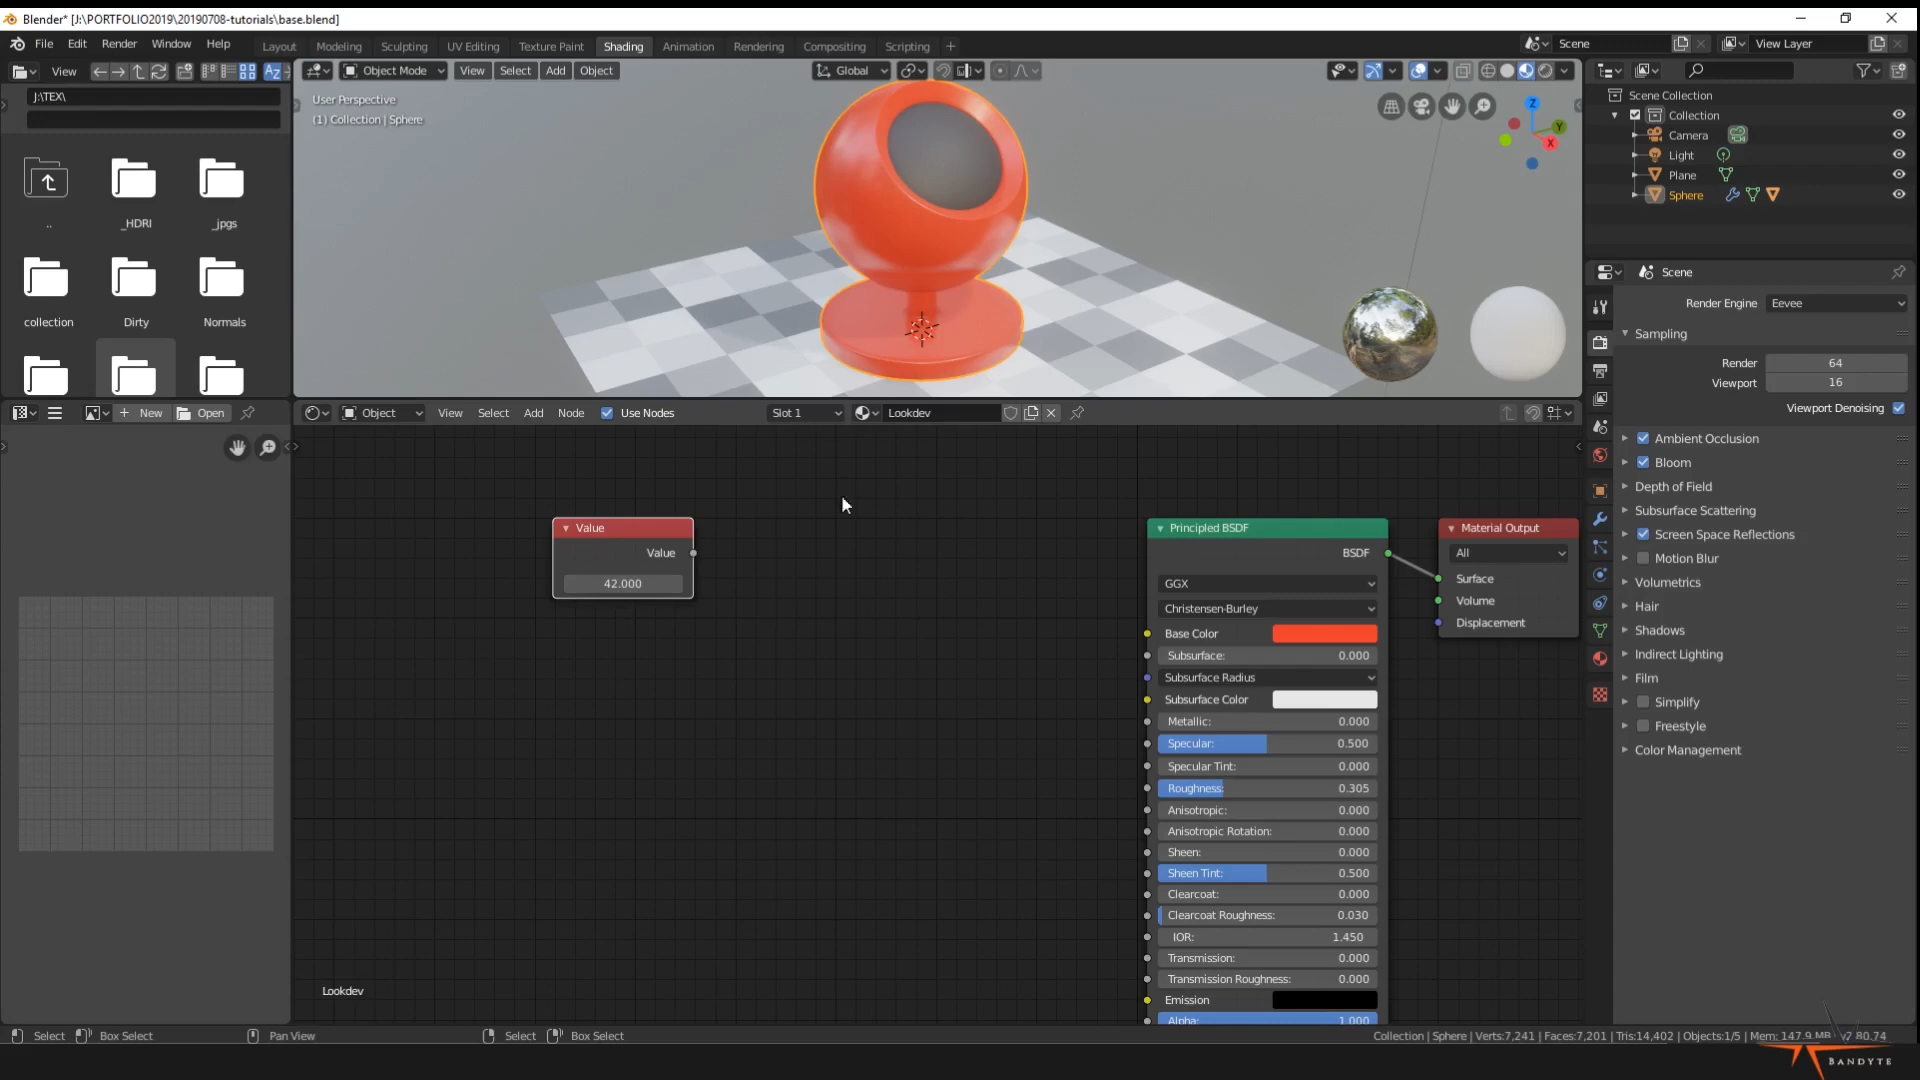 Blender* [J:\PORTFOLIO2019\20190708-tutorials\base.blend]
File Edit Render Window Help
Layout Modeling Sculpting UV Editing Texture Paint Shading Animation Rendering Compositing Scripting +
Scene View Layer
View
Object Mode View Select Add Object Global
J:\TEX\
.. _HDRI _jpgs
collection Dirty Normals
User Perspective
(1) Collection | Sphere
Z
Y
X
Scene Collection
Collection
Camera
Light
Plane
Sphere
Scene
Render Engine Eevee
Sampling
Render 64
Viewport 16
Viewport Denoising
Ambient Occlusion
Bloom
Depth of Field
Subsurface Scattering
Screen Space Reflections
Motion Blur
Volumetrics
Hair
Shadows
Indirect Lighting
Film
Simplify
Freestyle
Color Management
+ New Open
Object View Select Add Node Use Nodes Slot 1 Lookdev
Value
Value
42.000
Principled BSDF
BSDF
GGX
Christensen-Burley
Base Color
Subsurface: 0.000
Subsurface Radius
Subsurface Color
Metallic: 0.000
Specular: 0.500
Specular Tint: 0.000
Roughness: 0.305
Anisotropic: 0.000
Anisotropic Rotation: 0.000
Sheen: 0.000
Sheen Tint: 0.500
Clearcoat: 0.000
Clearcoat Roughness: 0.030
IOR: 1.450
Transmission: 0.000
Transmission Roughness: 0.000
Emission
Alpha: 1.000
Material Output
All
Surface
Volume
Displacement
Lookdev
Select Box Select Pan View Select Box Select
Collection | Sphere | Verts:7,241 | Faces:7,201 | Tris:14,402 | Objects:1/5 | Mem: 147.9 MB
BANDYTE